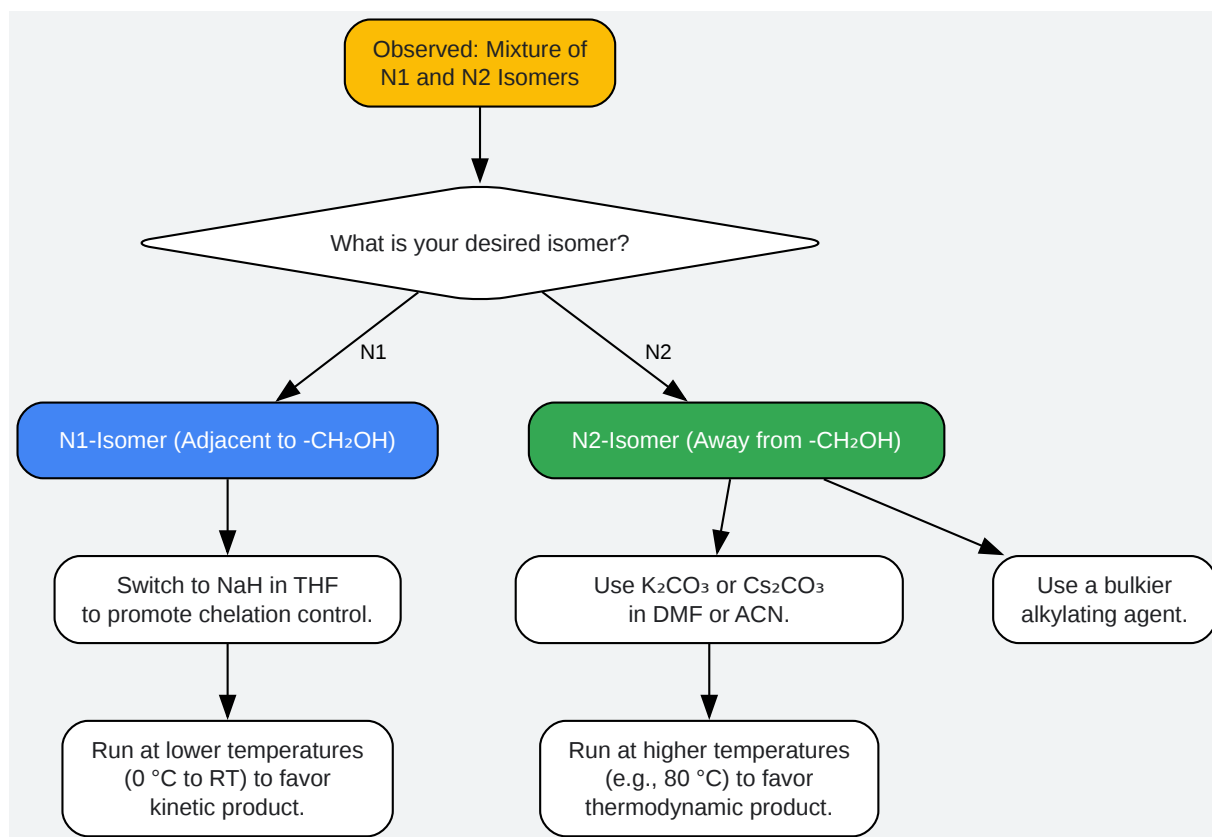 Observed: Mixture of
N1 and N2 Isomers
What is your desired isomer?
N1
N2
N1-Isomer (Adjacent to -CH₂OH)
N2-Isomer (Away from -CH₂OH)
Switch to NaH in THF
to promote chelation control.
Use K₂CO₃ or Cs₂CO₃
in DMF or ACN.
Use a bulkier
alkylating agent.
Run at lower temperatures
(0 °C to RT) to favor
kinetic product.
Run at higher temperatures
(e.g., 80 °C) to favor
thermodynamic product.